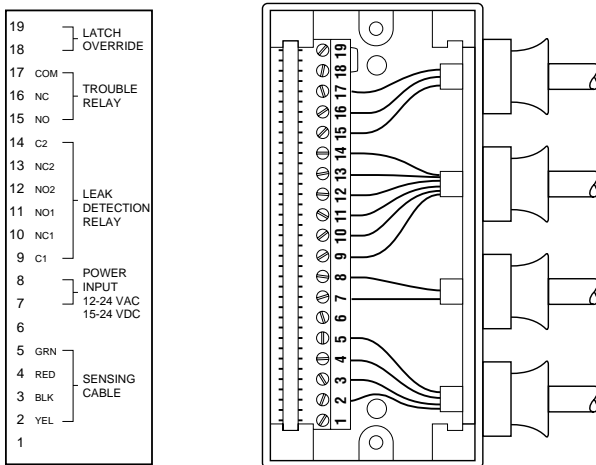 19
18
LATCH
OVERRIDE
17 COM
16 NC
15 NO
TROUBLE
RELAY
14 C2
13 NC2
12 NO2
11 NO1
10 NC1
9 C1
LEAK
DETECTION
RELAY
8
7
POWER
INPUT
12-24 VAC
15-24 VDC
6
5 GRN
4 RED
3 BLK
2 YEL
SENSING
CABLE
1
19
18
17
16
15
14
13
12
11
10
9
8
7
6
5
4
3
2
1